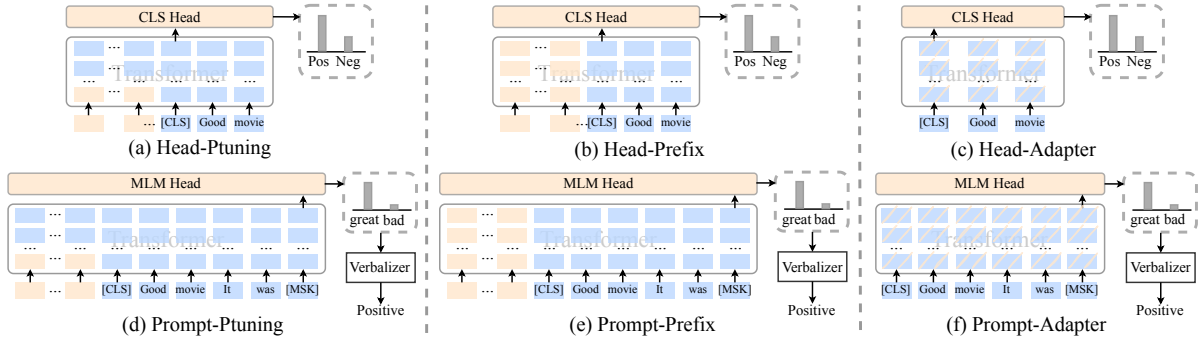 CLS Head
Transformer
Pos Neg
[CLS] Good movie
(a) Head-Ptuning
CLS Head
Transformer
Pos Neg
[CLS] Good movie
(b) Head-Prefix
CLS Head
Transformer
Pos Neg
[CLS] Good movie
(c) Head-Adapter
MLM Head
Transformer
great bad
Verbalizer
Positive
[CLS] Good movie It was [MSK]
(d) Prompt-Ptuning
MLM Head
Transformer
great bad
Verbalizer
Positive
[CLS] Good movie It was [MSK]
(e) Prompt-Prefix
MLM Head
Transformer
great bad
Verbalizer
Positive
[CLS] Good movie It was [MSK]
(f) Prompt-Adapter